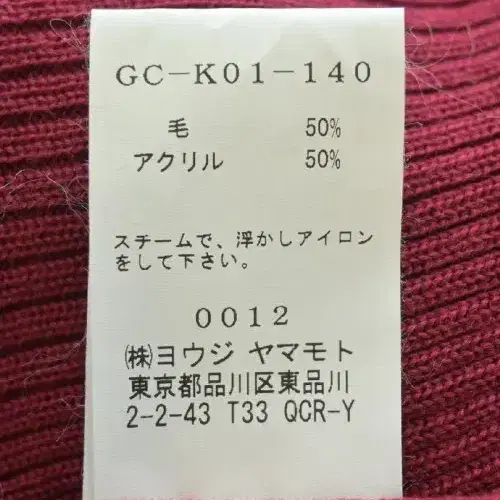 GC-K01-140
毛 50%
アクリル 50%
スチームで、浮かしアイロン
をして下さい。
0012
㈱ヨウジ ヤマモト
東京都品川区東品川
2-2-43 T33 QCR-Y